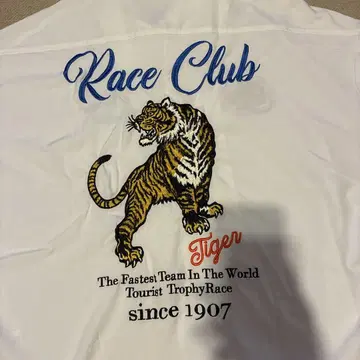 Race Club
Tiger
The Fastest Team In The World
Tourist TrophyRace
since 1907